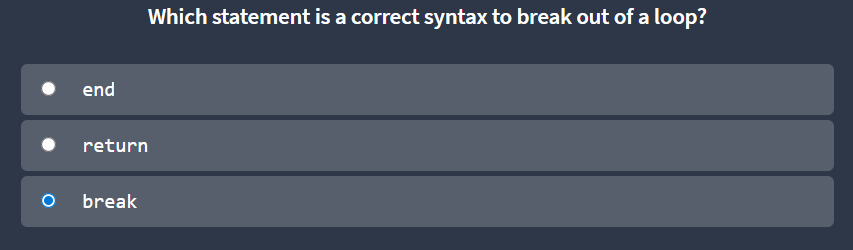 Which statement is a correct syntax to break out of a loop?
end
return
break